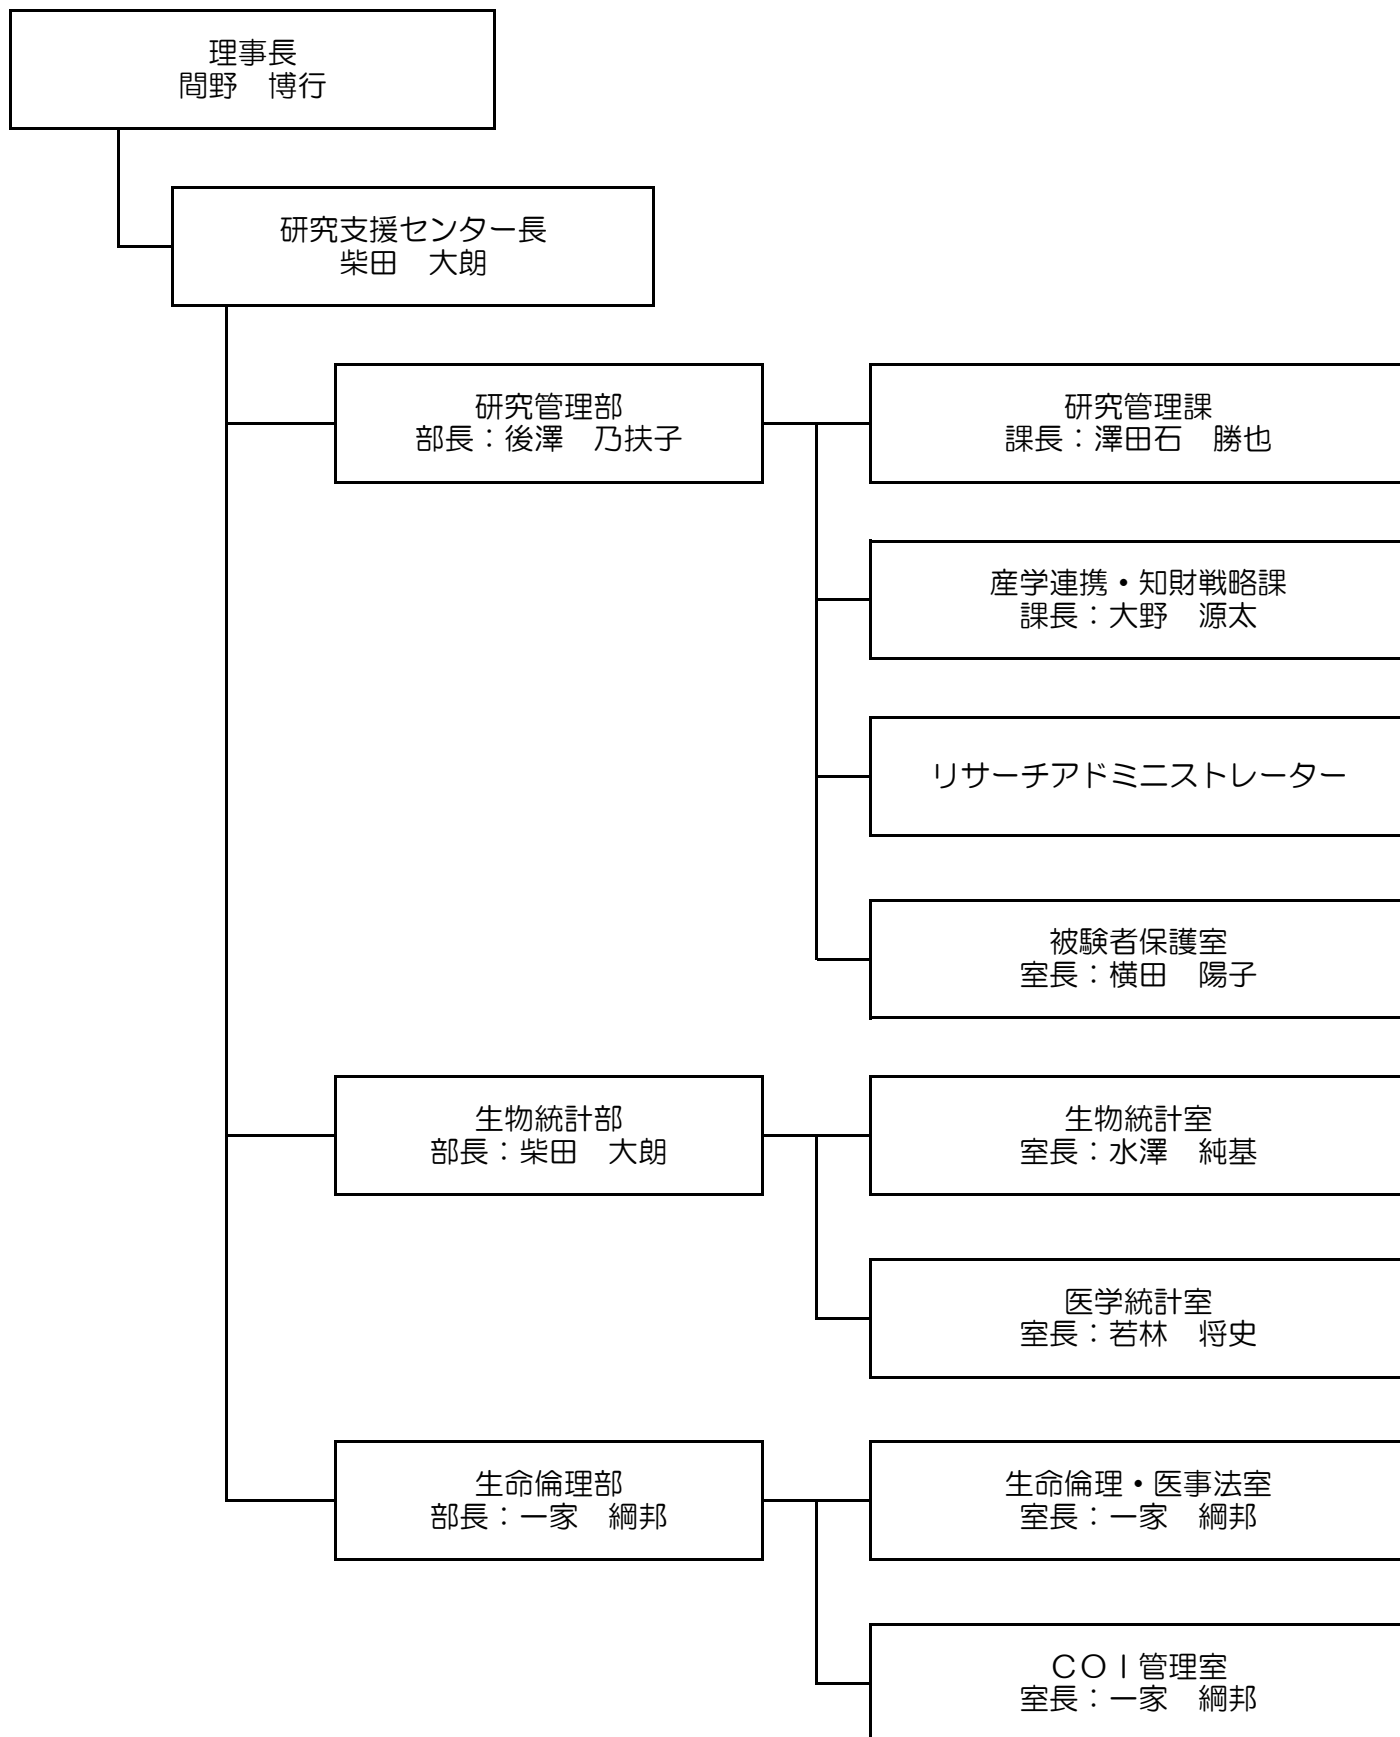 理事長
間野　博行
研究支援センター長
柴田　大朗
研究管理部
部長：後澤　乃扶子
研究管理課
課長：澤田石　勝也
産学連携・知財戦略課
課長：大野　源太
リサーチアドミニストレーター
被験者保護室
室長：横田　陽子
生物統計部
部長：柴田　大朗
生物統計室
室長：水澤　純基
医学統計室
室長：若林　将史
生命倫理部
部長：一家　綱邦
生命倫理・医事法室
室長：一家　綱邦
ＣＯＩ管理室
室長：一家　綱邦